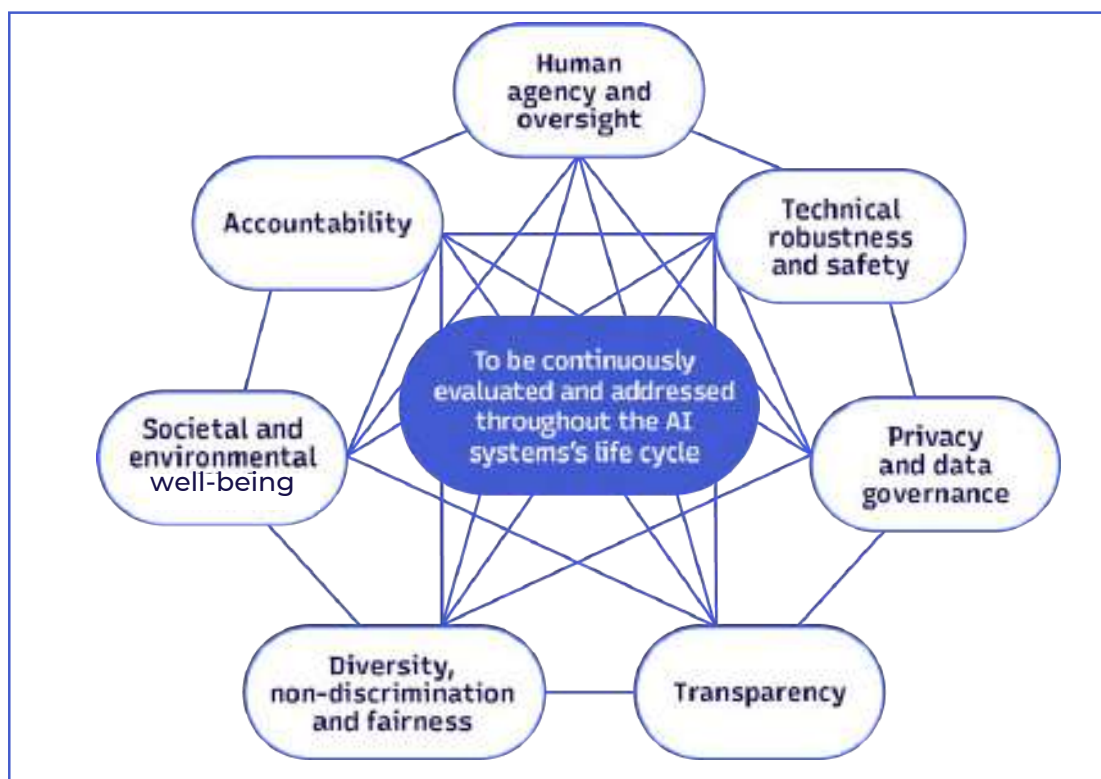 Human
agency and
oversight
Accountability
Technical
robustness
and safety
To be continuously
evaluated and addressed
throughout the AI
systems's life cycle
Societal and
environmental
well-being
Privacy
and data
governance
Diversity,
non-discrimination
and fairness
Transparency